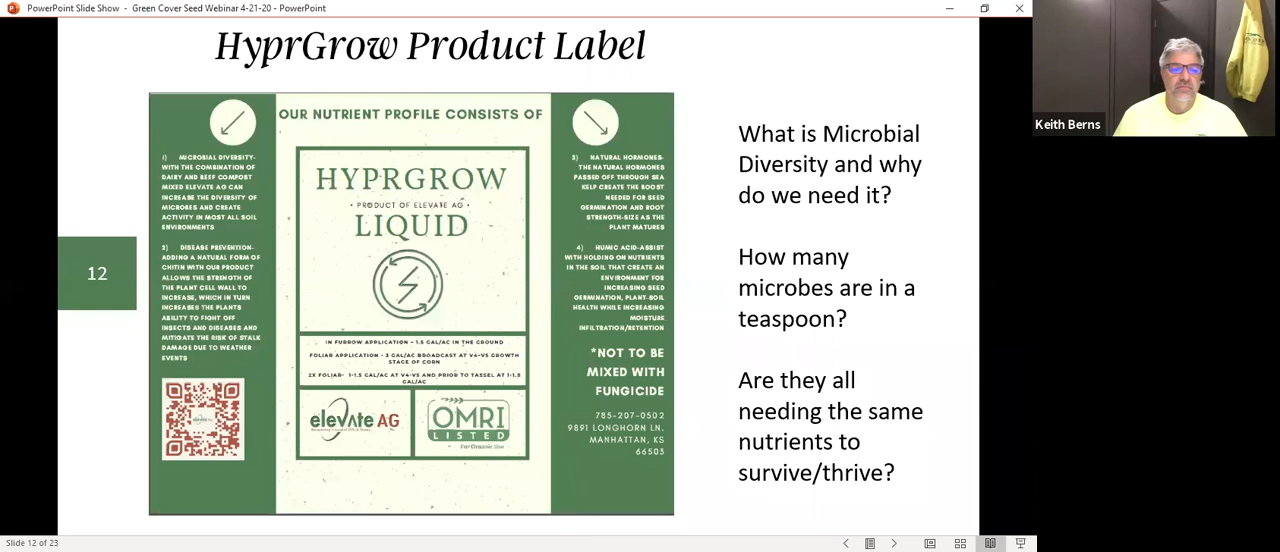 PowerPoint Slide Show - Green Cover Seed Webinar 4-21-20 - PowerPoint
HyprGrow Product Label
OUR NUTRIENT PROFILE CONSISTS OF
1) MICROBIAL DIVERSITY-
WITH THE COMBINATION OF
DAIRY AND BEEF COMPOST
MIXED ELEVATE AG CAN
INCREASE THE DIVERSITY OF
MICROBES AND CREATE
ACTIVITY IN MOST ALL SOIL
ENVIRONMENTS
2) DISEASE PREVENTION-
ADDING A NATURAL FORM OF
CHITIN WITH OUR PRODUCT
ALLOWS THE STRENGTH OF
THE PLANT CELL WALL TO
INCREASE, WHICH IN TURN
INCREASES THE PLANTS
ABILITY TO FIGHT OFF
INSECTS AND DISEASES AND
MITIGATE THE RISK OF STALK
DAMAGE DUE TO WEATHER
EVENTS
HYPRGROW
• PRODUCT OF ELEVATE AG •
LIQUID
IN FURROW APPLICATION - 1.5 GAL/AC IN THE GROUND
FOLIAR APPLICATION - 3 GAL/AC BROADCAST AT V4-V5 GROWTH
STAGE OF CORN
2X FOLIAR- 1-1.5 GAL/AC AT V4-V5 AND PRIOR TO TASSEL AT 1-1.5
GAL/AC
elevate AG
OMRI
LISTED
For Organic Use
3) NATURAL HORMONES-
THE NATURAL HORMONES
PASSED OFF THROUGH SEA
KELP CREATE THE BOOST
NEEDED FOR SEED
GERMINATION AND ROOT
STRENGTH-SIZE AS THE
PLANT MATURES
4) HUMIC ACID-ASSIST
WITH HOLDING ON NUTRIENTS
IN THE SOIL THAT CREATE AN
ENVIRONMENT FOR
INCREASING SEED
GERMINATION, PLANT-SOIL
HEALTH WHILE INCREASING
MOISTURE
INFILTRATION/RETENTION
*NOT TO BE
MIXED WITH
FUNGICIDE
785-207-0502
9891 LONGHORN LN.
MANHATTAN, KS
66503
What is Microbial
Diversity and why
do we need it?
How many
microbes are in a
teaspoon?
Are they all
needing the same
nutrients to
survive/thrive?
12
Keith Berns
Slide 12 of 23